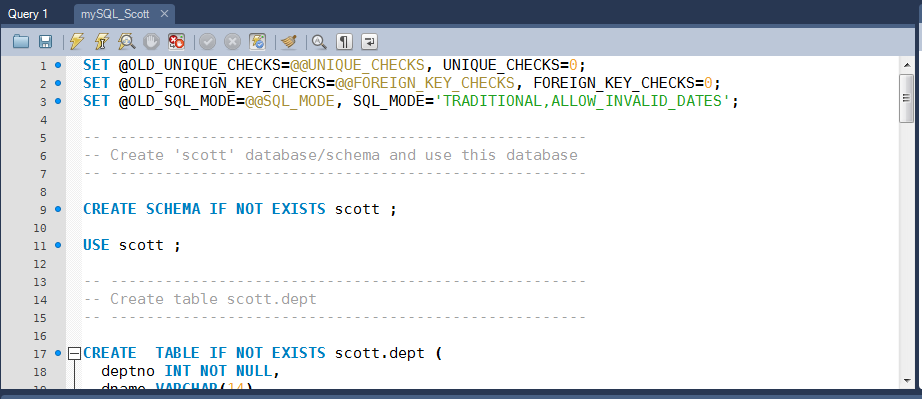 Query 1
mySQL_Scott
1 SET @OLD_UNIQUE_CHECKS=@@UNIQUE_CHECKS, UNIQUE_CHECKS=0;
2 SET @OLD_FOREIGN_KEY_CHECKS=@@FOREIGN_KEY_CHECKS, FOREIGN_KEY_CHECKS=0;
3 SET @OLD_SQL_MODE=@@SQL_MODE, SQL_MODE='TRADITIONAL,ALLOW_INVALID_DATES';
4
5 -- -----------------------------------------------------
6 -- Create 'scott' database/schema and use this database
7 -- -----------------------------------------------------
8
9 CREATE SCHEMA IF NOT EXISTS scott ;
10
11 USE scott ;
12
13 -- -----------------------------------------------------
14 -- Create table scott.dept
15 -- -----------------------------------------------------
16
17 CREATE  TABLE IF NOT EXISTS scott.dept (
18   deptno INT NOT NULL,
19   dname VARCHAR(14)